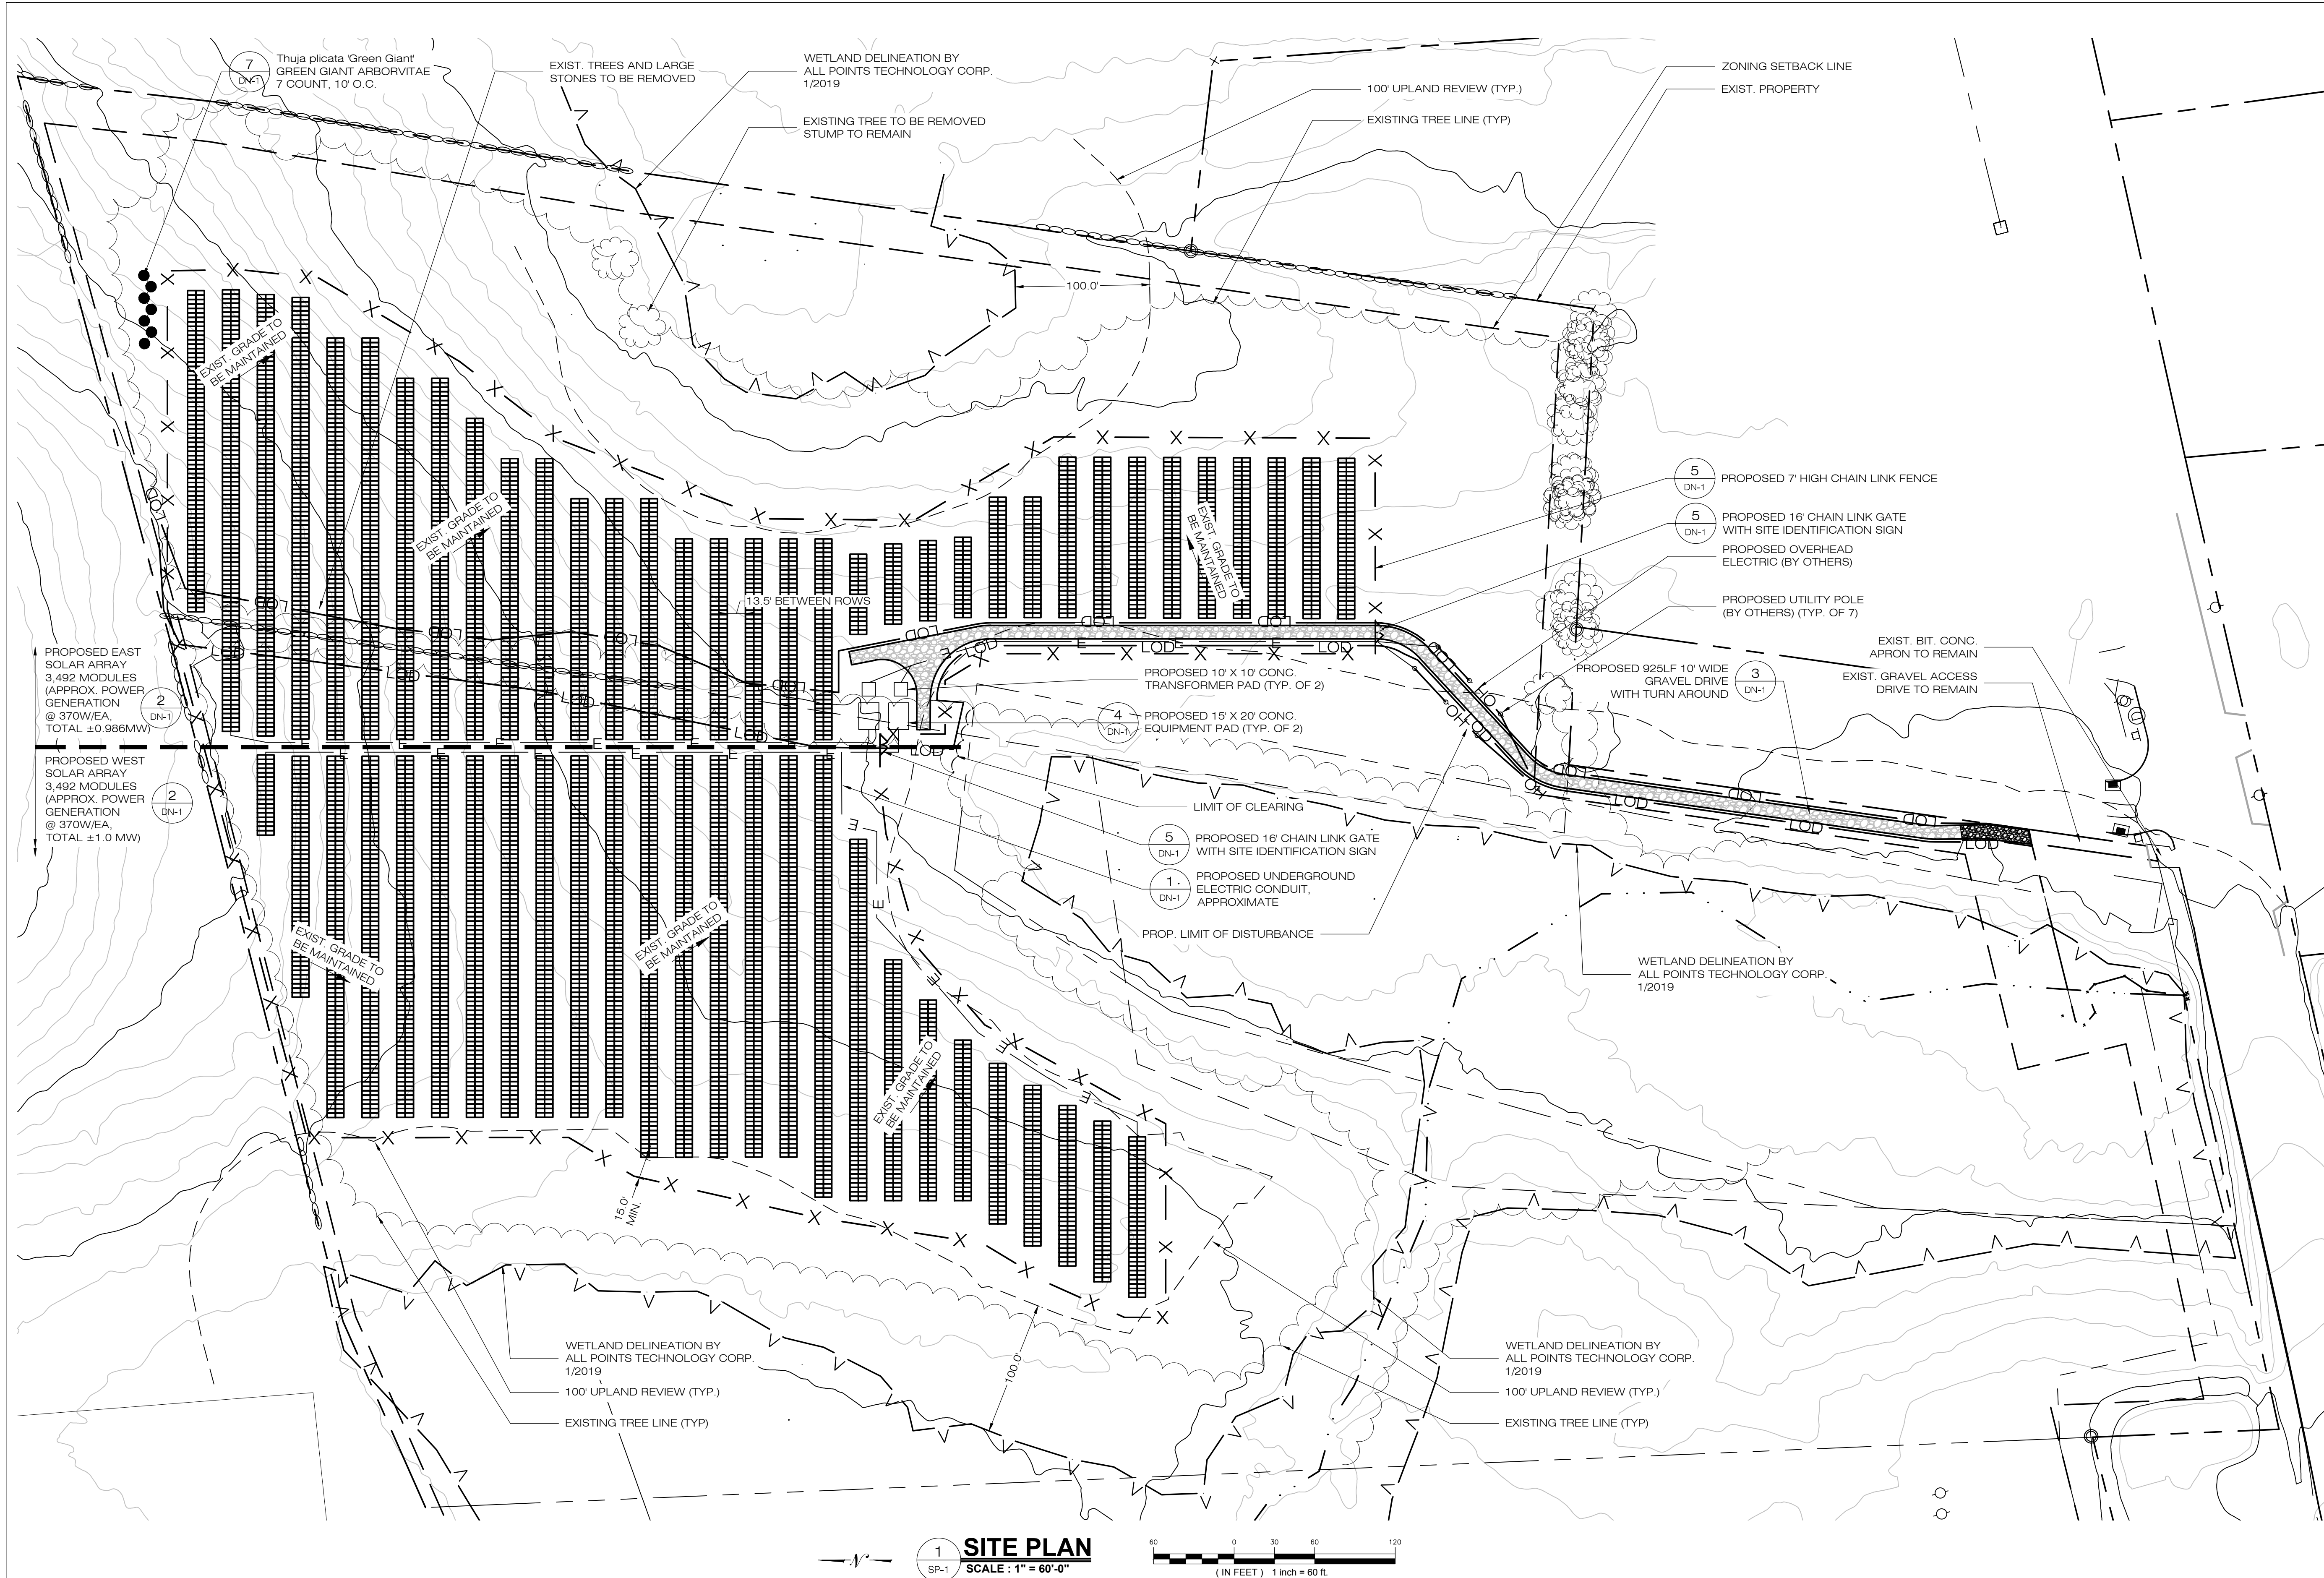 7
DN-1
Thuja plicata 'Green Giant'
GREEN GIANT ARBORVITAE
7 COUNT, 10' O.C.
EXIST. TREES AND LARGE
STONES TO BE REMOVED
WETLAND DELINEATION BY
ALL POINTS TECHNOLOGY CORP.
1/2019
EXISTING TREE TO BE REMOVED
STUMP TO REMAIN
100' UPLAND REVIEW (TYP.)
EXISTING TREE LINE (TYP)
ZONING SETBACK LINE
EXIST. PROPERTY
100.0'
EXIST. GRADE TO
BE MAINTAINED
EXIST. GRADE TO
BE MAINTAINED
EXIST. GRADE TO
BE MAINTAINED
5
DN-1
PROPOSED 7' HIGH CHAIN LINK FENCE
5
DN-1
PROPOSED 16' CHAIN LINK GATE
WITH SITE IDENTIFICATION SIGN
PROPOSED OVERHEAD
ELECTRIC (BY OTHERS)
PROPOSED UTILITY POLE
(BY OTHERS) (TYP. OF 7)
13.5' BETWEEN ROWS
EXIST. BIT. CONC.
APRON TO REMAIN
EXIST. GRAVEL ACCESS
DRIVE TO REMAIN
PROPOSED 925LF 10' WIDE
GRAVEL DRIVE
WITH TURN AROUND
3
DN-1
PROPOSED EAST
SOLAR ARRAY
3,492 MODULES
(APPROX. POWER
GENERATION
@ 370W/EA,
TOTAL ±0.986MW)
2
DN-1
PROPOSED WEST
SOLAR ARRAY
3,492 MODULES
(APPROX. POWER
GENERATION
@ 370W/EA,
TOTAL ±1.0 MW)
2
DN-1
PROPOSED 10' X 10' CONC.
TRANSFORMER PAD (TYP. OF 2)
4
DN-1
PROPOSED 15' X 20' CONC.
EQUIPMENT PAD (TYP. OF 2)
LIMIT OF CLEARING
5
DN-1
PROPOSED 16' CHAIN LINK GATE
WITH SITE IDENTIFICATION SIGN
1
DN-1
PROPOSED UNDERGROUND
ELECTRIC CONDUIT,
APPROXIMATE
PROP. LIMIT OF DISTURBANCE
EXIST. GRADE TO
BE MAINTAINED
EXIST. GRADE TO
BE MAINTAINED
EXIST. GRADE TO
BE MAINTAINED
WETLAND DELINEATION BY
ALL POINTS TECHNOLOGY CORP.
1/2019
15.0'
MIN.
100.0'
WETLAND DELINEATION BY
ALL POINTS TECHNOLOGY CORP.
1/2019
100' UPLAND REVIEW (TYP.)
EXISTING TREE LINE (TYP)
WETLAND DELINEATION BY
ALL POINTS TECHNOLOGY CORP.
1/2019
100' UPLAND REVIEW (TYP.)
EXISTING TREE LINE (TYP)
N
1
SP-1
SITE PLAN
SCALE : 1" = 60'-0"
60 0 30 60 120
( IN FEET ) 1 inch = 60 ft.